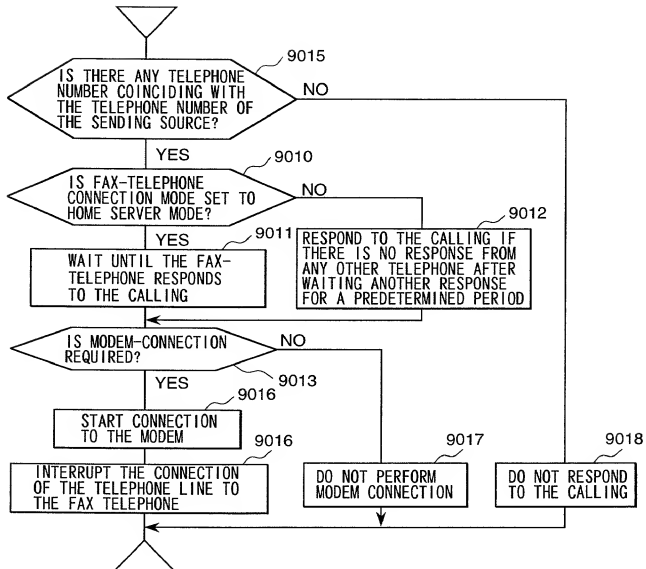 9015
IS THERE ANY TELEPHONE
NUMBER COINCIDING WITH
THE TELEPHONE NUMBER OF
THE SENDING SOURCE?
NO
YES
9010
IS FAX-TELEPHONE
CONNECTION MODE SET TO
HOME SERVER MODE?
NO
YES
9011
WAIT UNTIL THE FAX-
TELEPHONE RESPONDS
TO THE CALLING
9012
RESPOND TO THE CALLING IF
THERE IS NO RESPONSE FROM
ANY OTHER TELEPHONE AFTER
WAITING ANOTHER RESPONSE
FOR A PREDETERMINED PERIOD
IS MODEM-CONNECTION
REQUIRED?
NO
9013
YES
9016
START CONNECTION
TO THE MODEM
9016
INTERRUPT THE CONNECTION
OF THE TELEPHONE LINE TO
THE FAX TELEPHONE
9017
DO NOT PERFORM
MODEM CONNECTION
9018
DO NOT RESPOND
TO THE CALLING